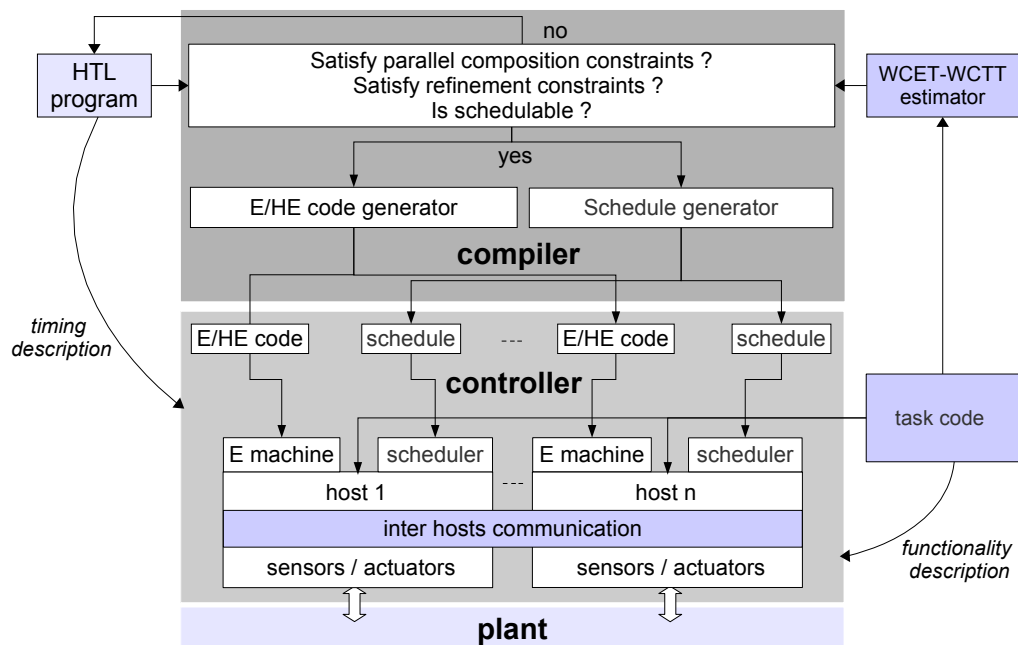 no
HTL
program
Satisfy parallel composition constraints ?
Satisfy refinement constraints ?
Is schedulable ?
WCET-WCTT
estimator
yes
E/HE code generator
Schedule generator
compiler
timing
description
E/HE code
schedule
---
E/HE code
schedule
controller
task code
E machine
scheduler
E machine
scheduler
host 1
---
host n
inter hosts communication
functionality
description
sensors / actuators
sensors / actuators
plant